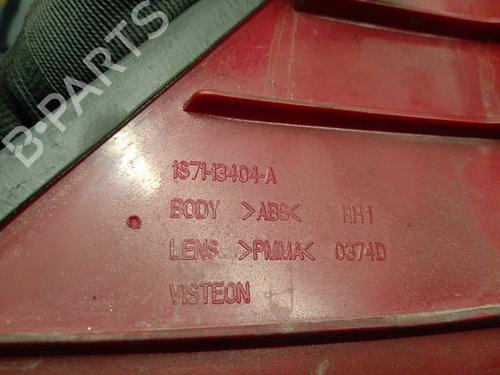 B-PARTS
1S71-13404-A
BODY >ABS< RH1
LENS >PMMA< 0374D
VISTEON